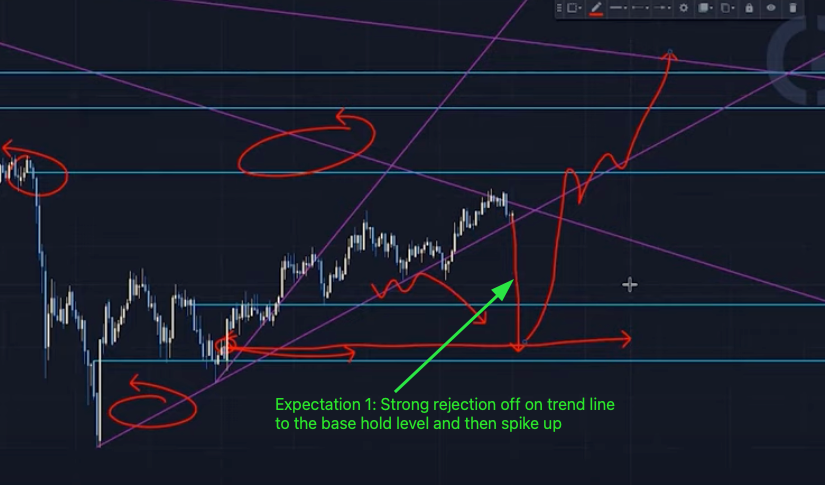 Expectation 1: Strong rejection off on trend line
to the base hold level and then spike up